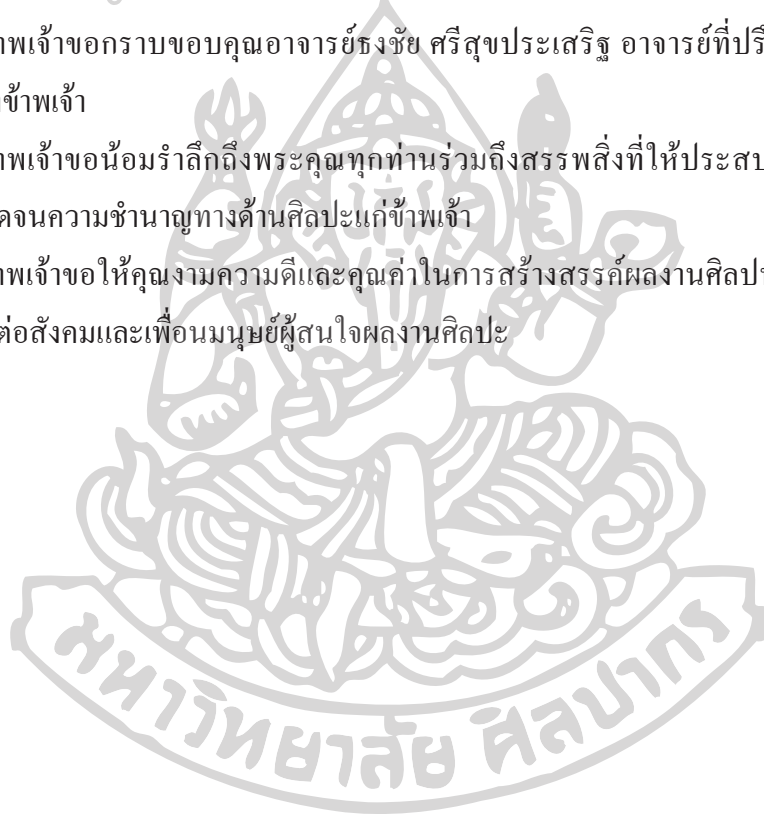 าพเจ้าขอกราบขอบคุณอาจารย์ธงชัย ศรีสุขประเสริฐ อาจารย์ที่ปรึ
ข้าพเจ้า
าพเจ้าขอน้อมรำลึกถึงพระคุณทุกท่านร่วมถึงสรรพสิ่งที่ให้ประสบ
ดจนความชำนาญทางด้านศิลปะแก่ข้าพเจ้า
าพเจ้าขอให้คุณงามความดีและคุณค่าในการสร้างสรรค์ผลงานศิลป
ต่อสังคมและเพื่อนมนุษย์ผู้สนใจผลงานศิลปะ
มหาวิทยาลัย ศิลปากร